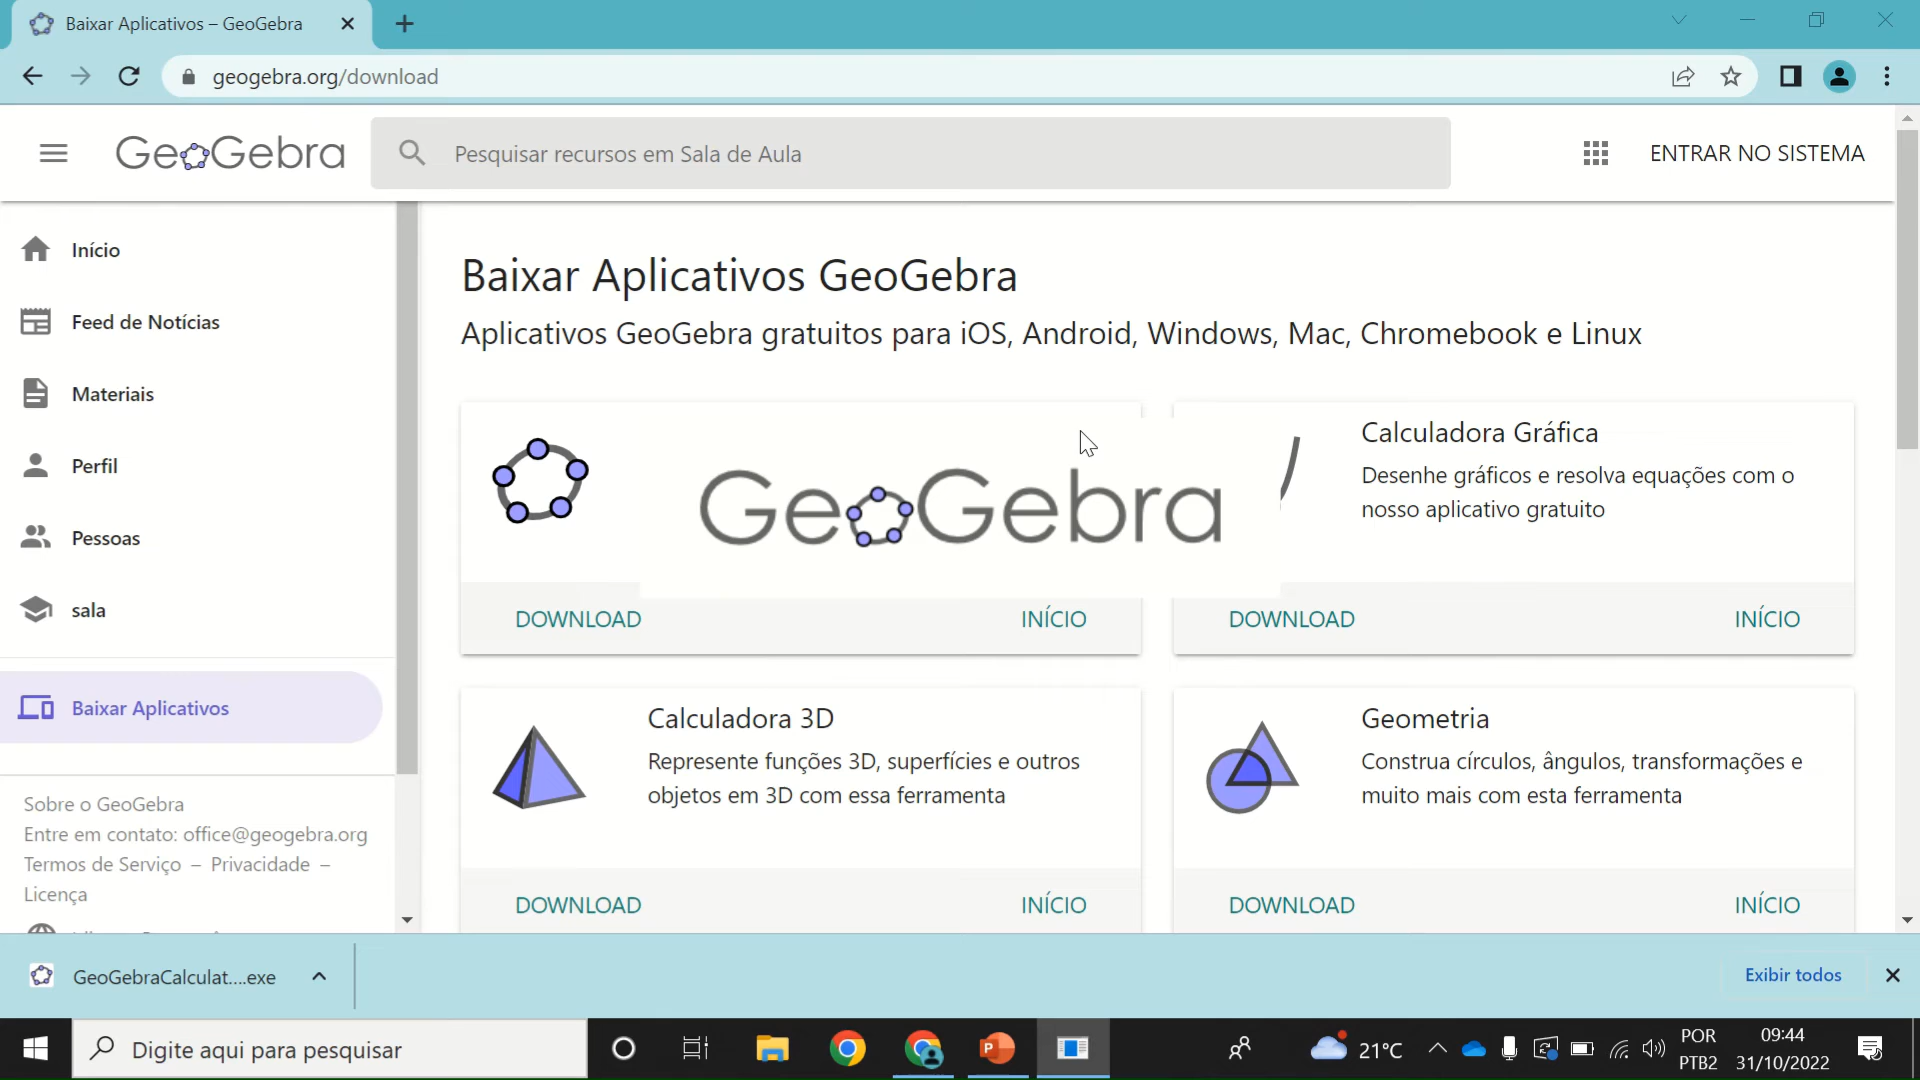 Baixar Aplicativos – GeoGebra
geogebra.org/download
GeoGebra
Pesquisar recursos em Sala de Aula
ENTRAR NO SISTEMA
Início
Feed de Notícias
Materiais
Perfil
Pessoas
sala
Baixar Aplicativos
Sobre o GeoGebra
Entre em contato: office@geogebra.org
Termos de Serviço – Privacidade –
Licença
Baixar Aplicativos GeoGebra
Aplicativos GeoGebra gratuitos para iOS, Android, Windows, Mac, Chromebook e Linux
GeoGebra
DOWNLOAD
INÍCIO
Calculadora Gráfica
Desenhe gráficos e resolva equações com o
nosso aplicativo gratuito
DOWNLOAD
INÍCIO
Calculadora 3D
Represente funções 3D, superfícies e outros
objetos em 3D com essa ferramenta
DOWNLOAD
INÍCIO
Geometria
Construa círculos, ângulos, transformações e
muito mais com esta ferramenta
DOWNLOAD
INÍCIO
GeoGebraCalculat....exe
Exibir todos
Digite aqui para pesquisar
21°C
POR
PTB2
09:44
31/10/2022